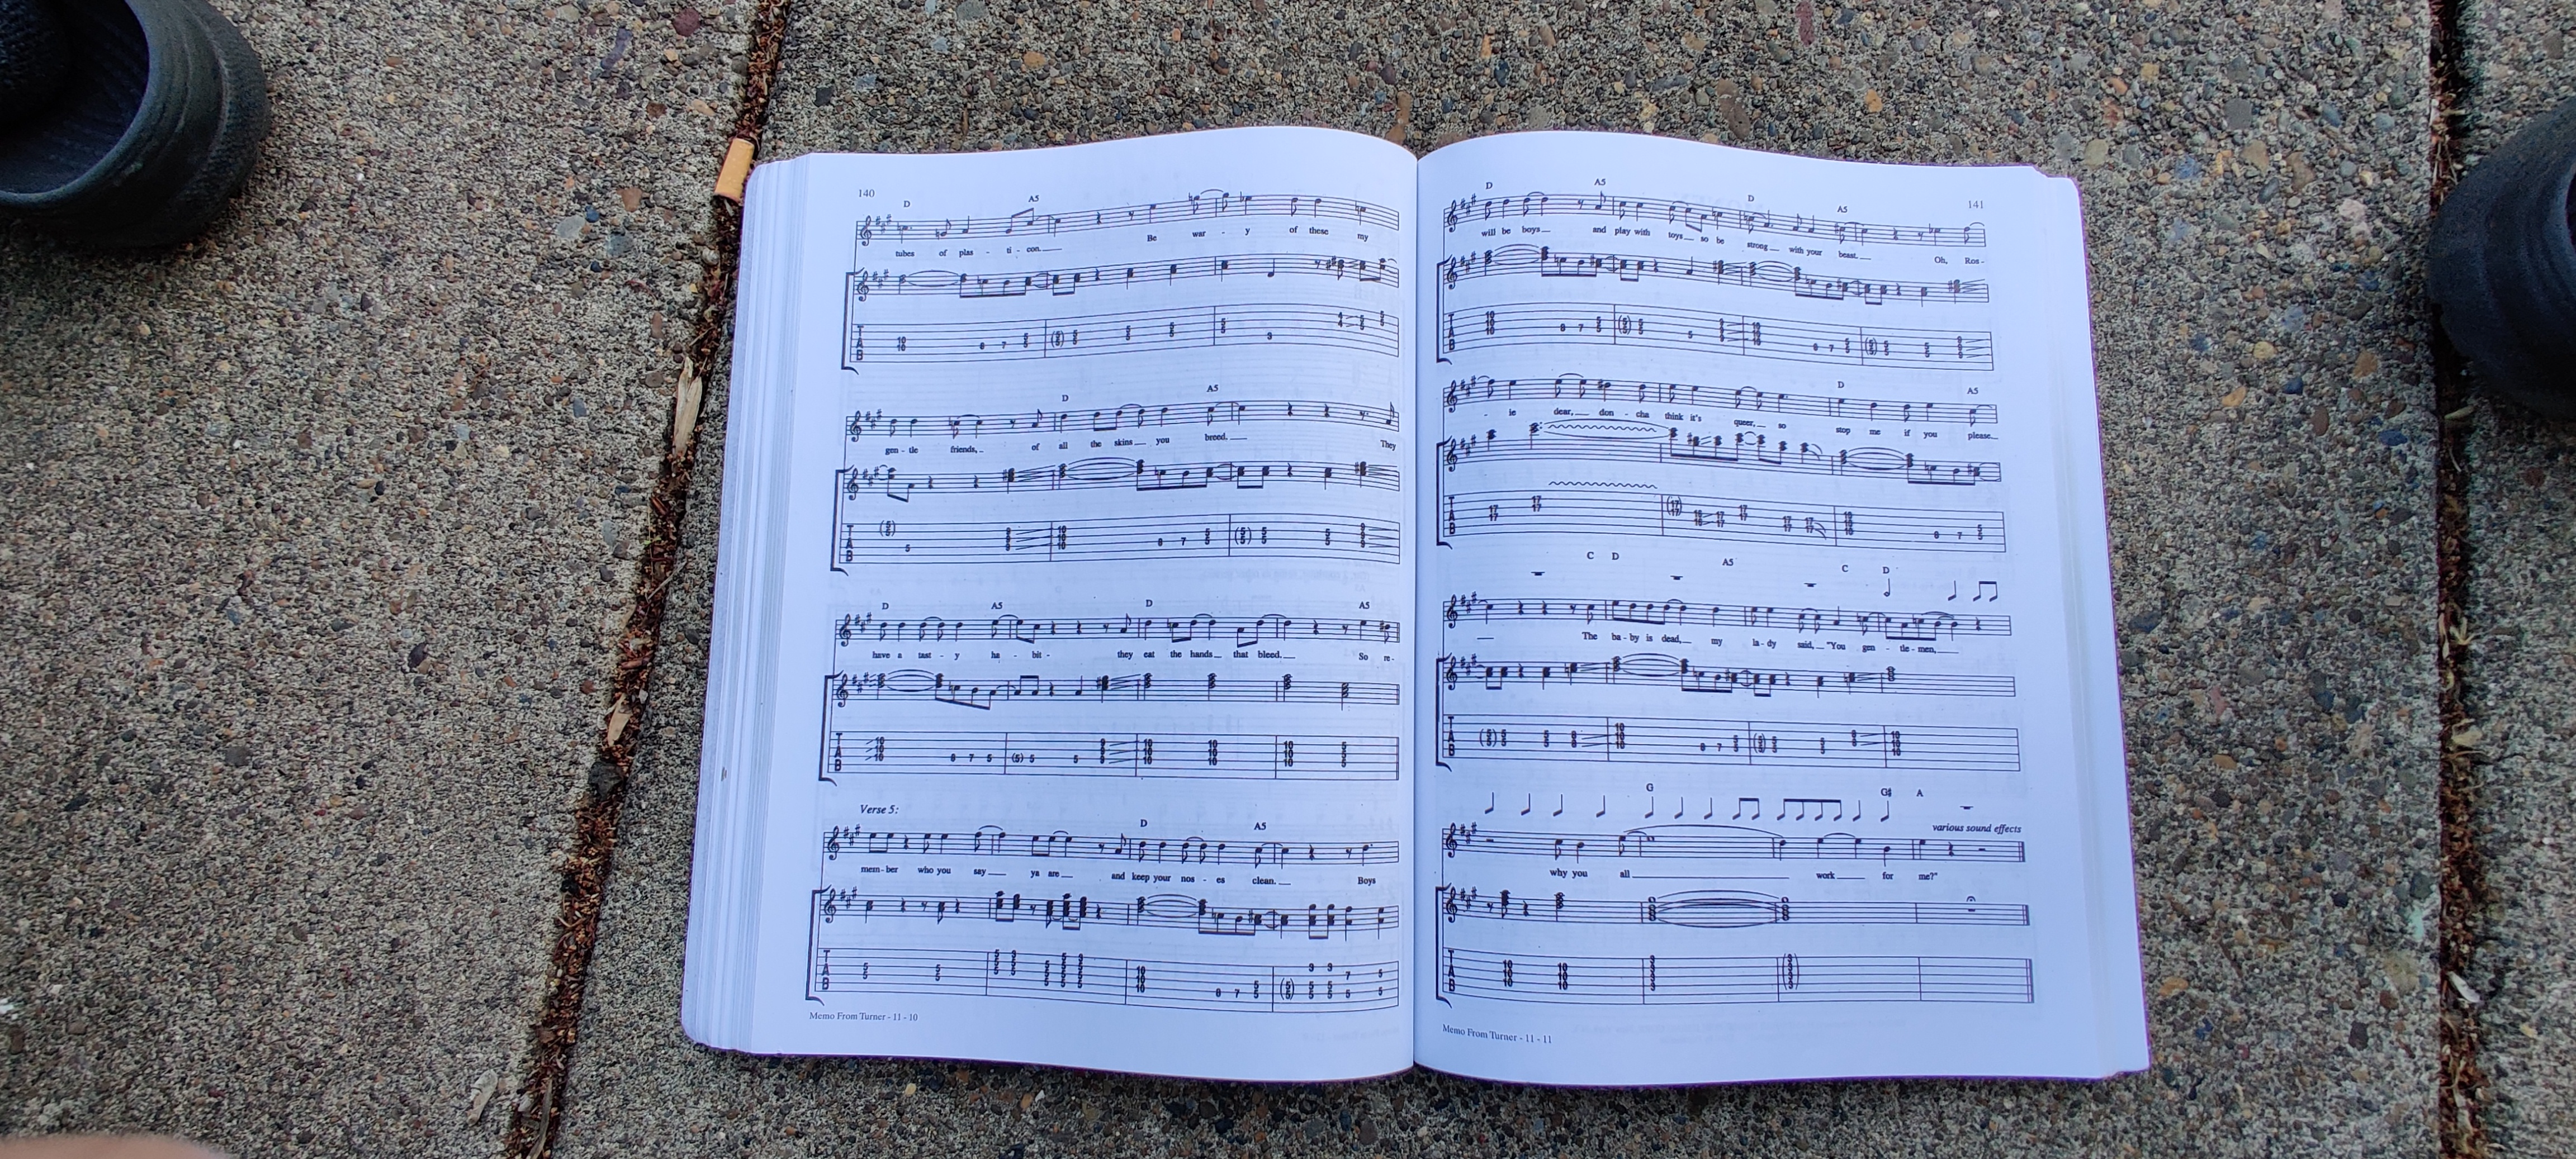 140
D A5
tubes of plas - ti - con.
Be war - y of these my
D A5
gen - tle friends,
of all the skins you breed.
They
D A5 D A5
have a tast - y ha - bit -
they eat the hands that bleed.
So re-
Verse 5:
D A5
mem - ber who you say ya are
and keep your nos - es clean.
Boys
Memo From Turner - 11 - 10
141
D A5 D A5
will be boys
and play with toys so be strong with your beast.
Oh, Ros -
D A5
- ie dear, don - cha think it's queer, so stop me if you please
C D A5 C D
The ba - by is dead, my la - dy said, "You gen - tle - men,
G G♯ A
various sound effects
why you all work for me?"
Memo From Turner - 11 - 11